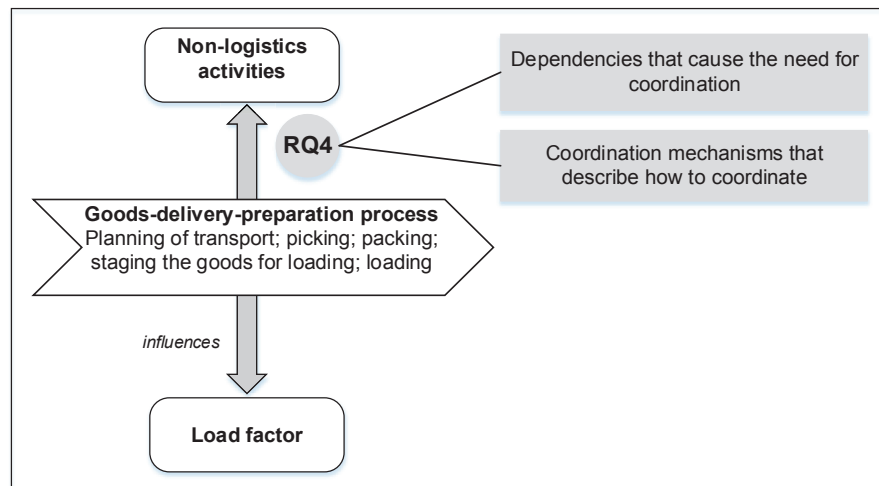 Non-logistics
activities
Dependencies that cause the need for
coordination
RQ4
Coordination mechanisms that
describe how to coordinate
Goods-delivery-preparation process
Planning of transport; picking; packing;
staging the goods for loading; loading
influences
Load factor